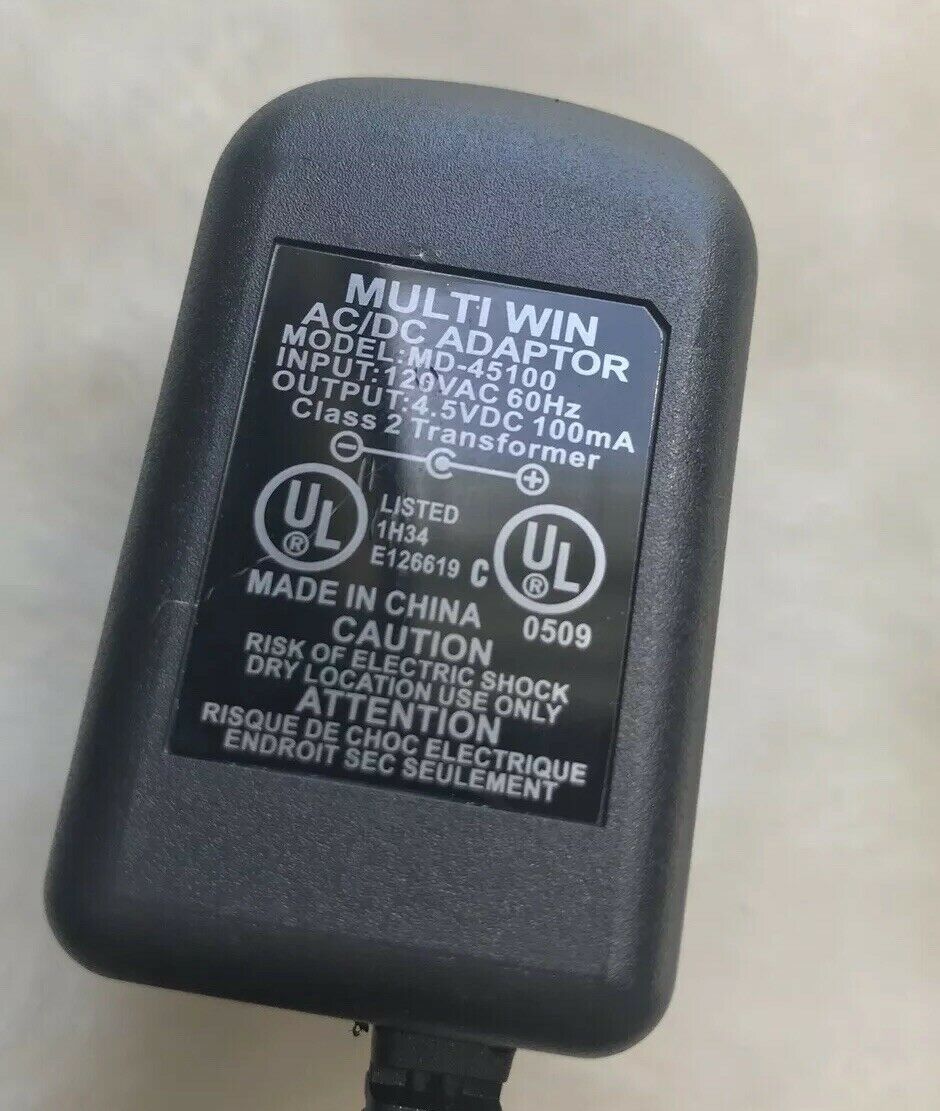 MULTI WIN
AC/DC ADAPTOR
MODEL:MD-45100
INPUT:120VAC 60Hz
OUTPUT:4.5VDC 100mA
Class 2 Transformer
UL® LISTED
1H34
E126619
C UL®
MADE IN CHINA
0509
CAUTION
RISK OF ELECTRIC SHOCK
DRY LOCATION USE ONLY
ATTENTION
RISQUE DE CHOC ELECTRIQUE
ENDROIT SEC SEULEMENT